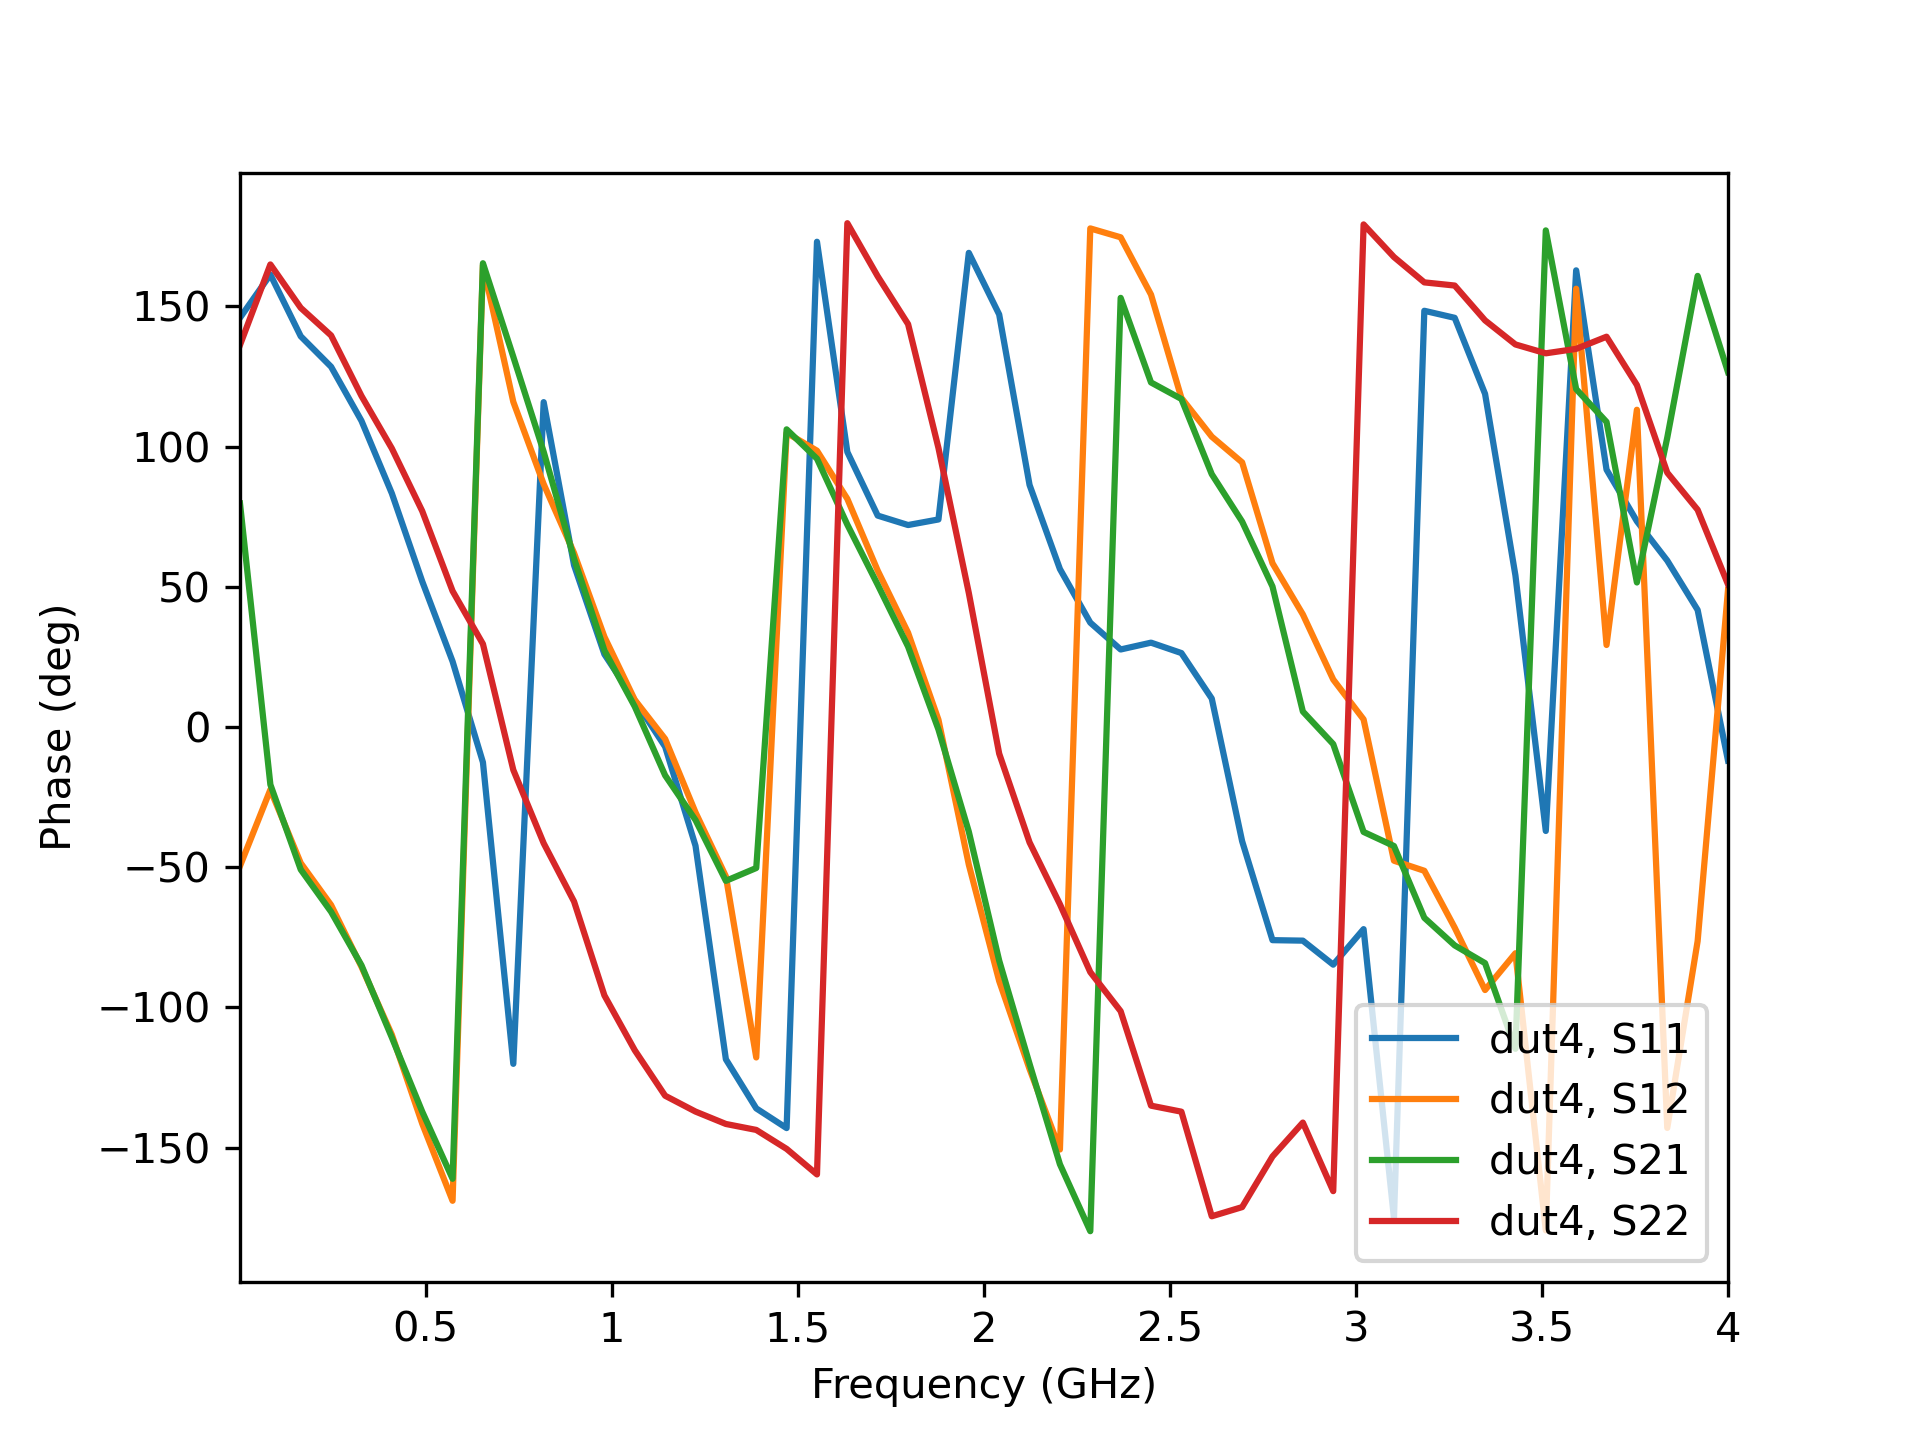 150
100
50
0
−50
−100
−150
Phase (deg)
0.5 1 1.5 2 2.5 3 3.5 4
Frequency (GHz)
dut4, S11
dut4, S12
dut4, S21
dut4, S22